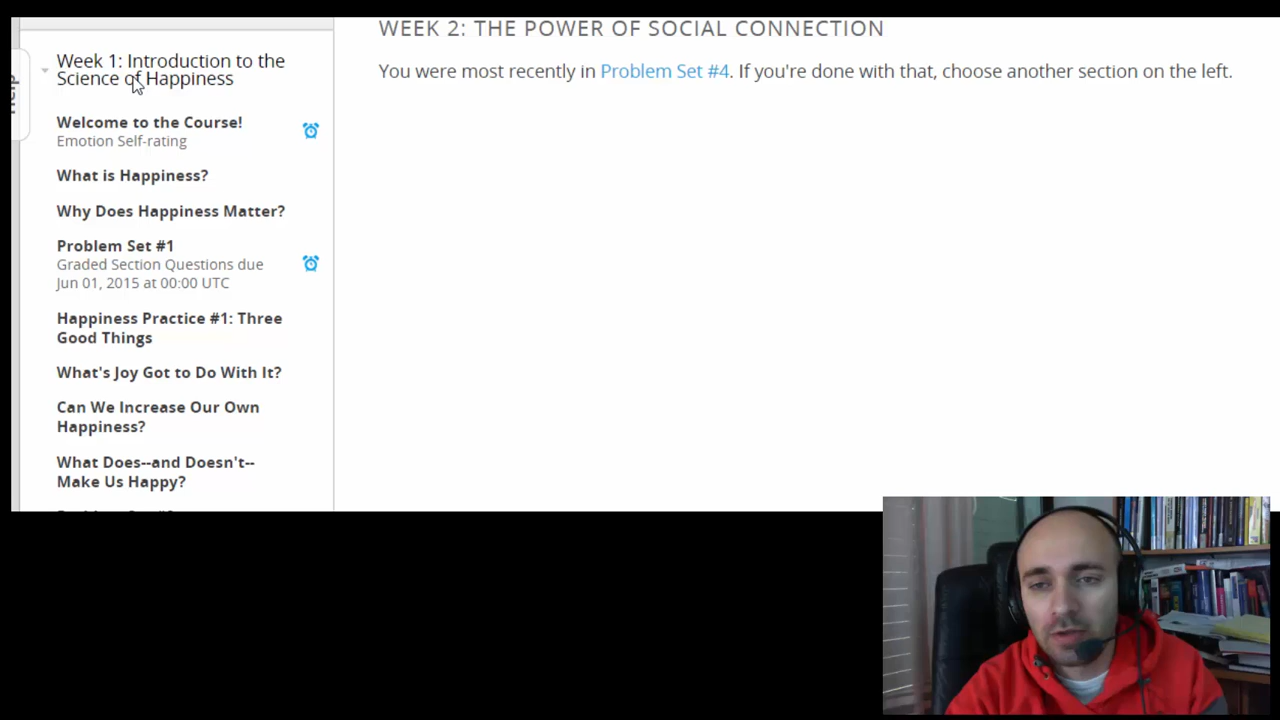 WEEK 2: THE POWER OF SOCIAL CONNECTION
You were most recently in Problem Set #4. If you're done with that, choose another section on the left.
Help
Week 1: Introduction to the
Science of Happiness
Welcome to the Course!
Emotion Self-rating
What is Happiness?
Why Does Happiness Matter?
Problem Set #1
Graded Section Questions due
Jun 01, 2015 at 00:00 UTC
Happiness Practice #1: Three
Good Things
What's Joy Got to Do With It?
Can We Increase Our Own
Happiness?
What Does--and Doesn't--
Make Us Happy?